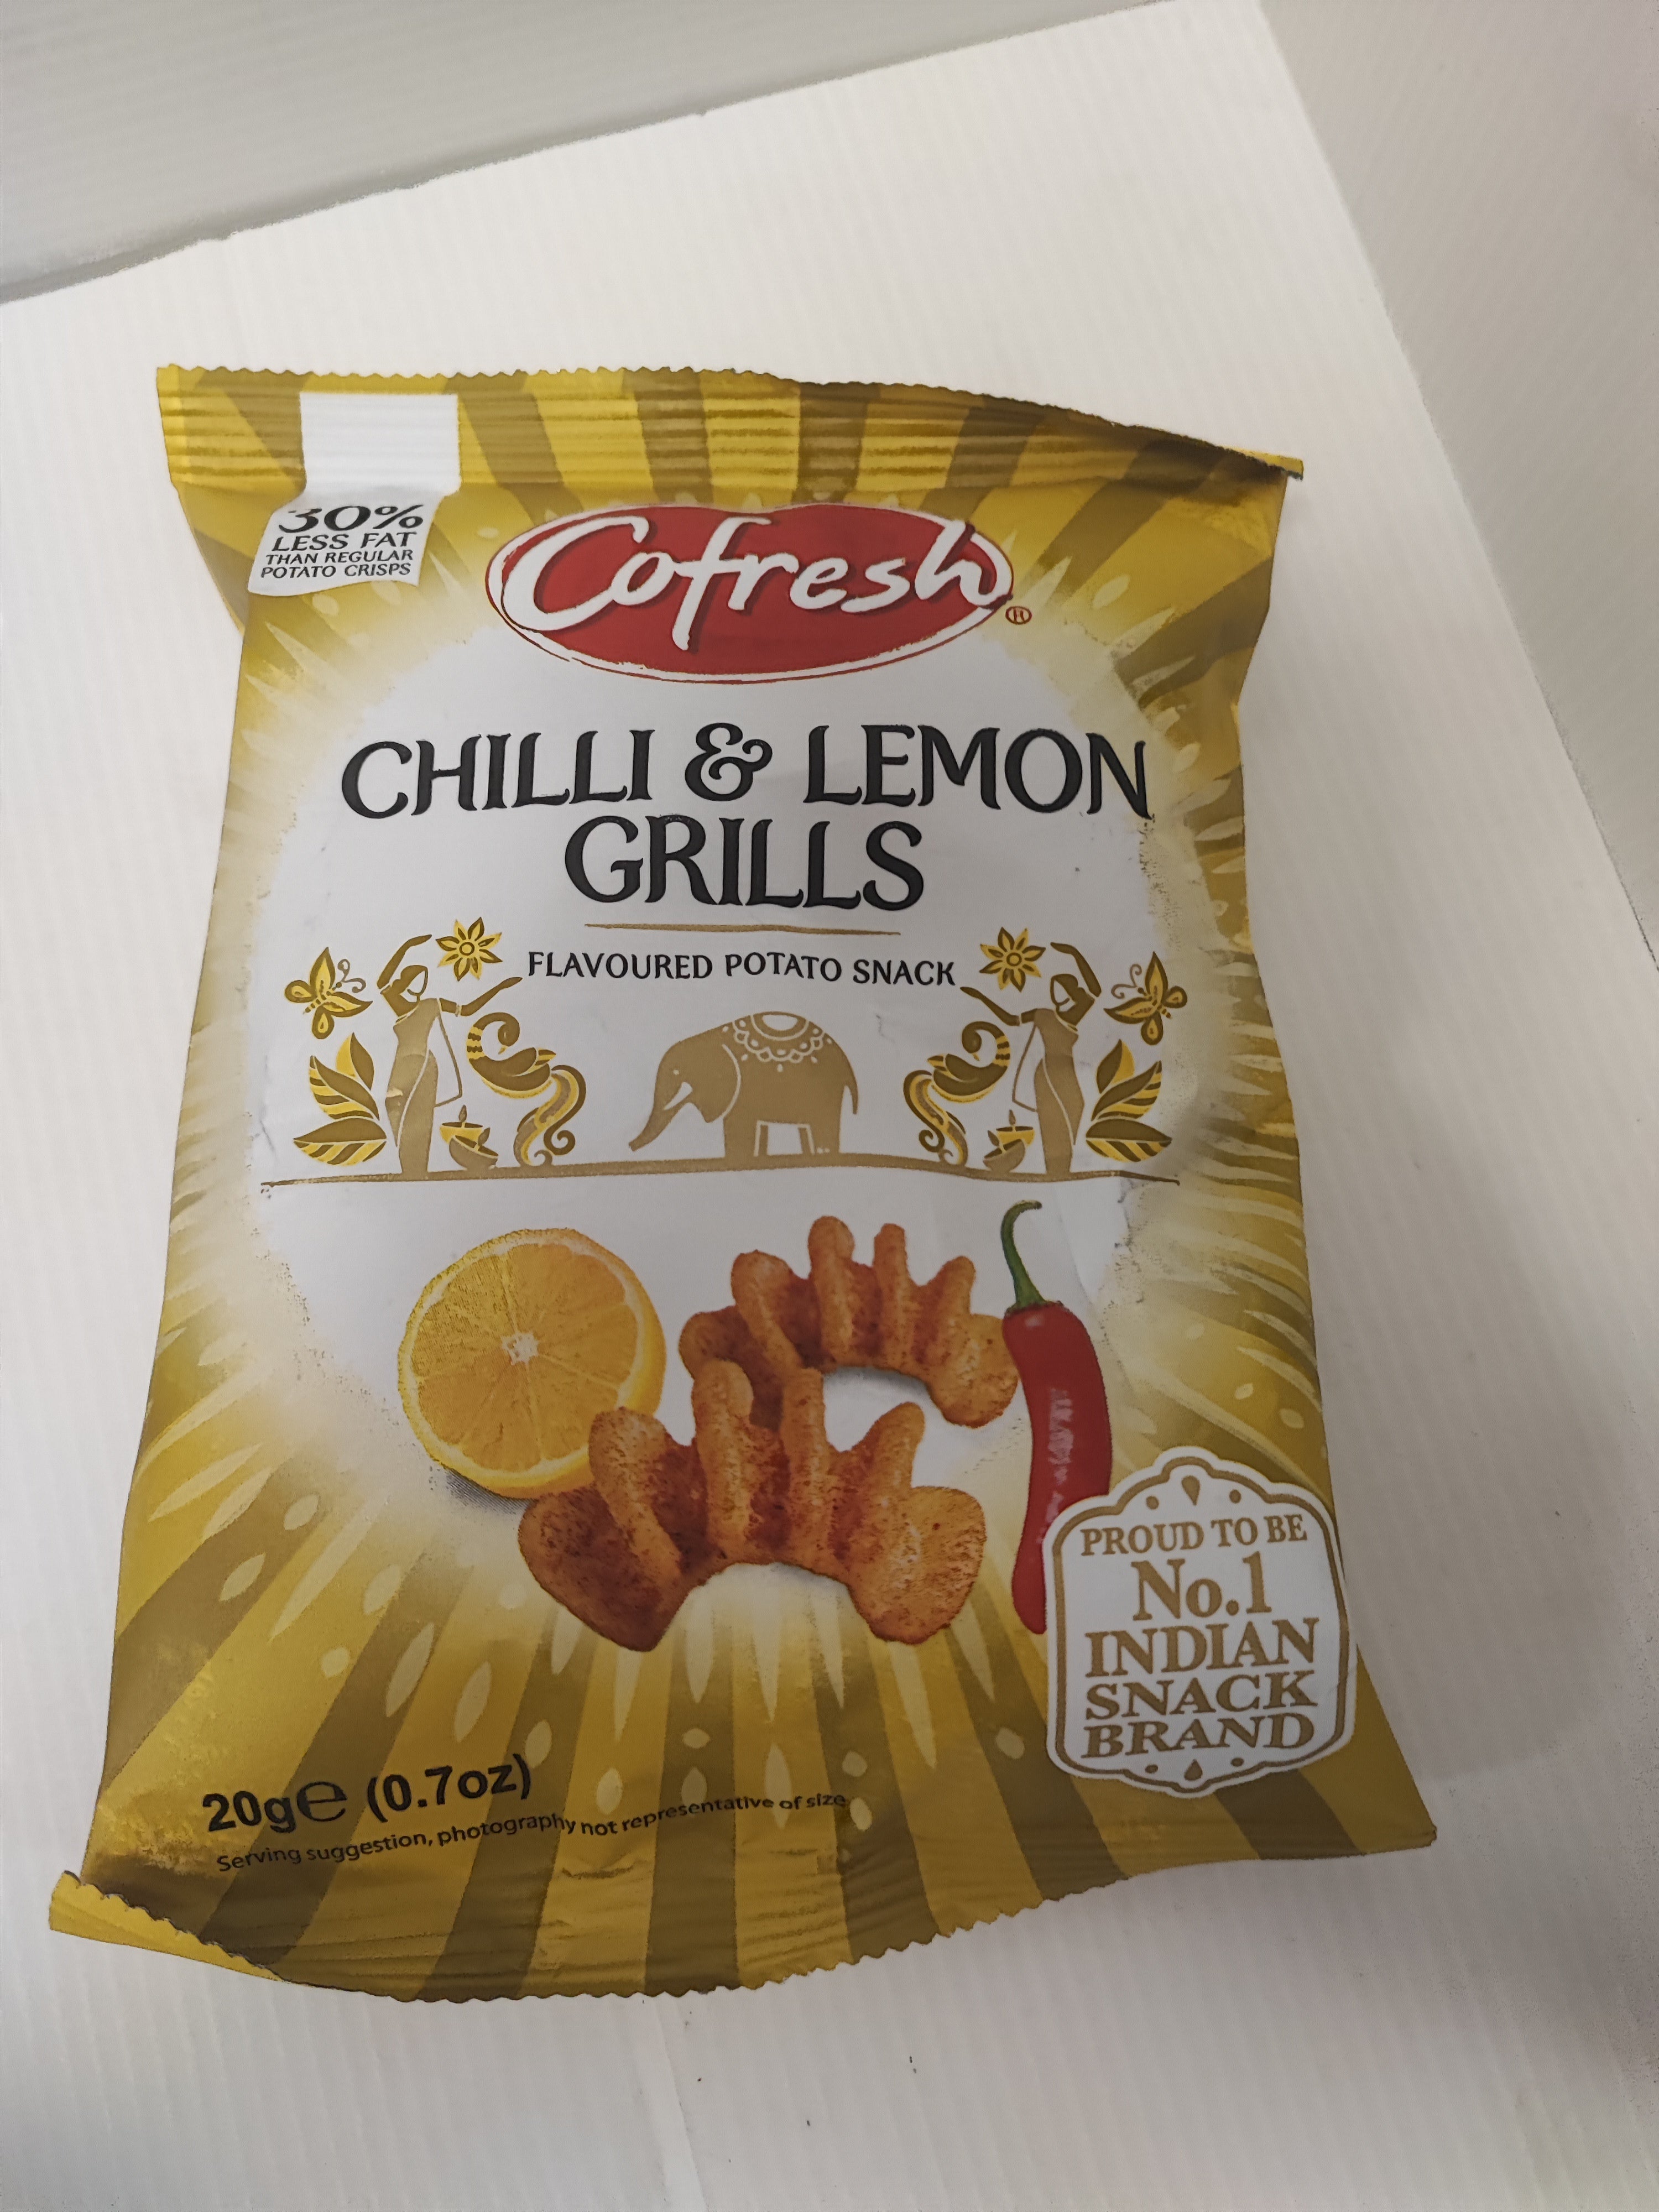 30%
LESS FAT
THAN REGULAR
POTATO CRISPS
Cofresh®
CHILLI & LEMON
GRILLS
FLAVOURED POTATO SNACK
PROUD TO BE
No.1
INDIAN
SNACK
BRAND
20g℮ (0.7oz)
Serving suggestion, photography not representative of size